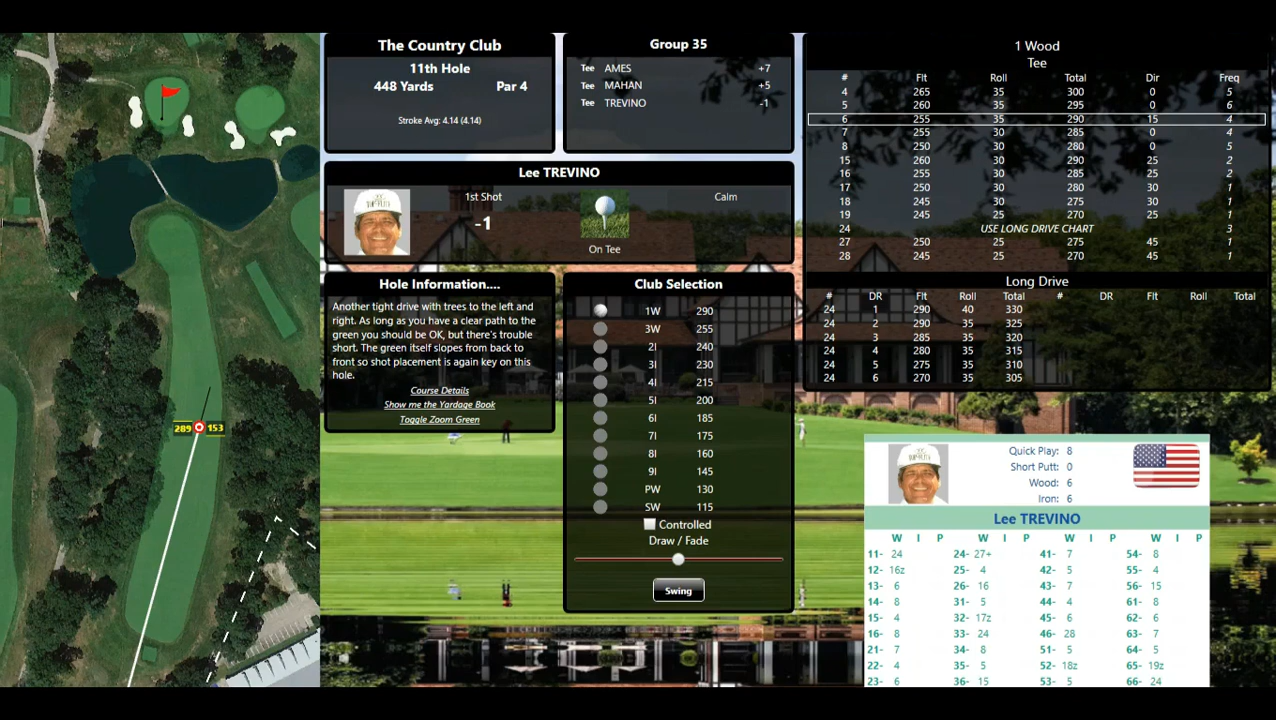 289 153
The Country Club
11th Hole
448 Yards Par 4
Stroke Avg: 4.14 (4.14)
Group 35
Tee AMES +7
Tee MAHAN +5
Tee TREVINO -1
Lee TREVINO
1st Shot
-1
On Tee
Calm
Hole Information....
Another tight drive with trees to the left and
right. As long as you have a clear path to the
green you should be OK, but there's trouble
short. The green itself slopes from back to
front so shot placement is again key on this
hole.
Course Details
Show me the Yardage Book
Toggle Zoom Green
Club Selection
1W 290
3W 255
2I 240
3I 230
4I 215
5I 200
6I 185
7I 175
8I 160
9I 145
PW 130
SW 115
Controlled
Draw / Fade
Swing
1 Wood
Tee
# Flt Roll Total Dir Freq
4 265 35 300 0 5
5 260 35 295 0 6
6 255 35 290 15 4
7 255 30 285 0 4
8 250 30 280 0 5
15 260 30 290 25 2
16 255 30 285 25 2
17 250 30 280 30 1
18 245 30 275 30 1
19 245 25 270 25 1
24 USE LONG DRIVE CHART 3
27 250 25 275 45 1
28 245 25 270 45 1
Long Drive
# DR Flt Roll Total # DR Flt Roll Total
24 1 290 40 330
24 2 290 35 325
24 3 285 35 320
24 4 280 35 315
24 5 275 35 310
24 6 270 35 305
Quick Play: 8
Short Putt: 0
Wood: 6
Iron: 6
Lee TREVINO
W I P W I P W I P W I P
11- 24 24- 27+ 41- 7 54- 8
12- 16z 25- 4 42- 5 55- 4
13- 6 26- 16 43- 7 56- 15
14- 8 31- 5 44- 4 61- 8
15- 4 32- 17z 45- 6 62- 6
16- 8 33- 24 46- 28 63- 7
21- 7 34- 8 51- 5 64- 5
22- 4 35- 5 52- 18z 65- 19z
23- 6 36- 15 53- 5 66- 24